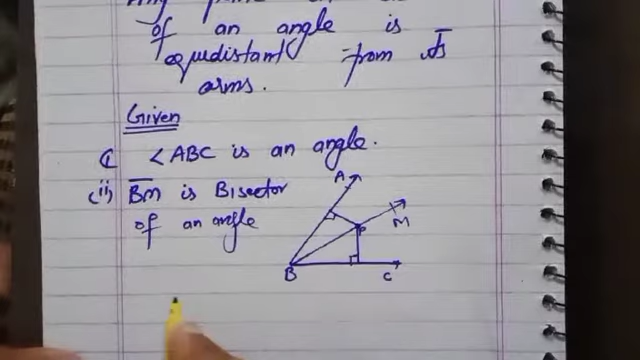 of an angle is
equidistant from its
arms.
Given
(i ∠ABC is an angle.
(ii) BM is Bisector
of an angle
A
P
M
B
C